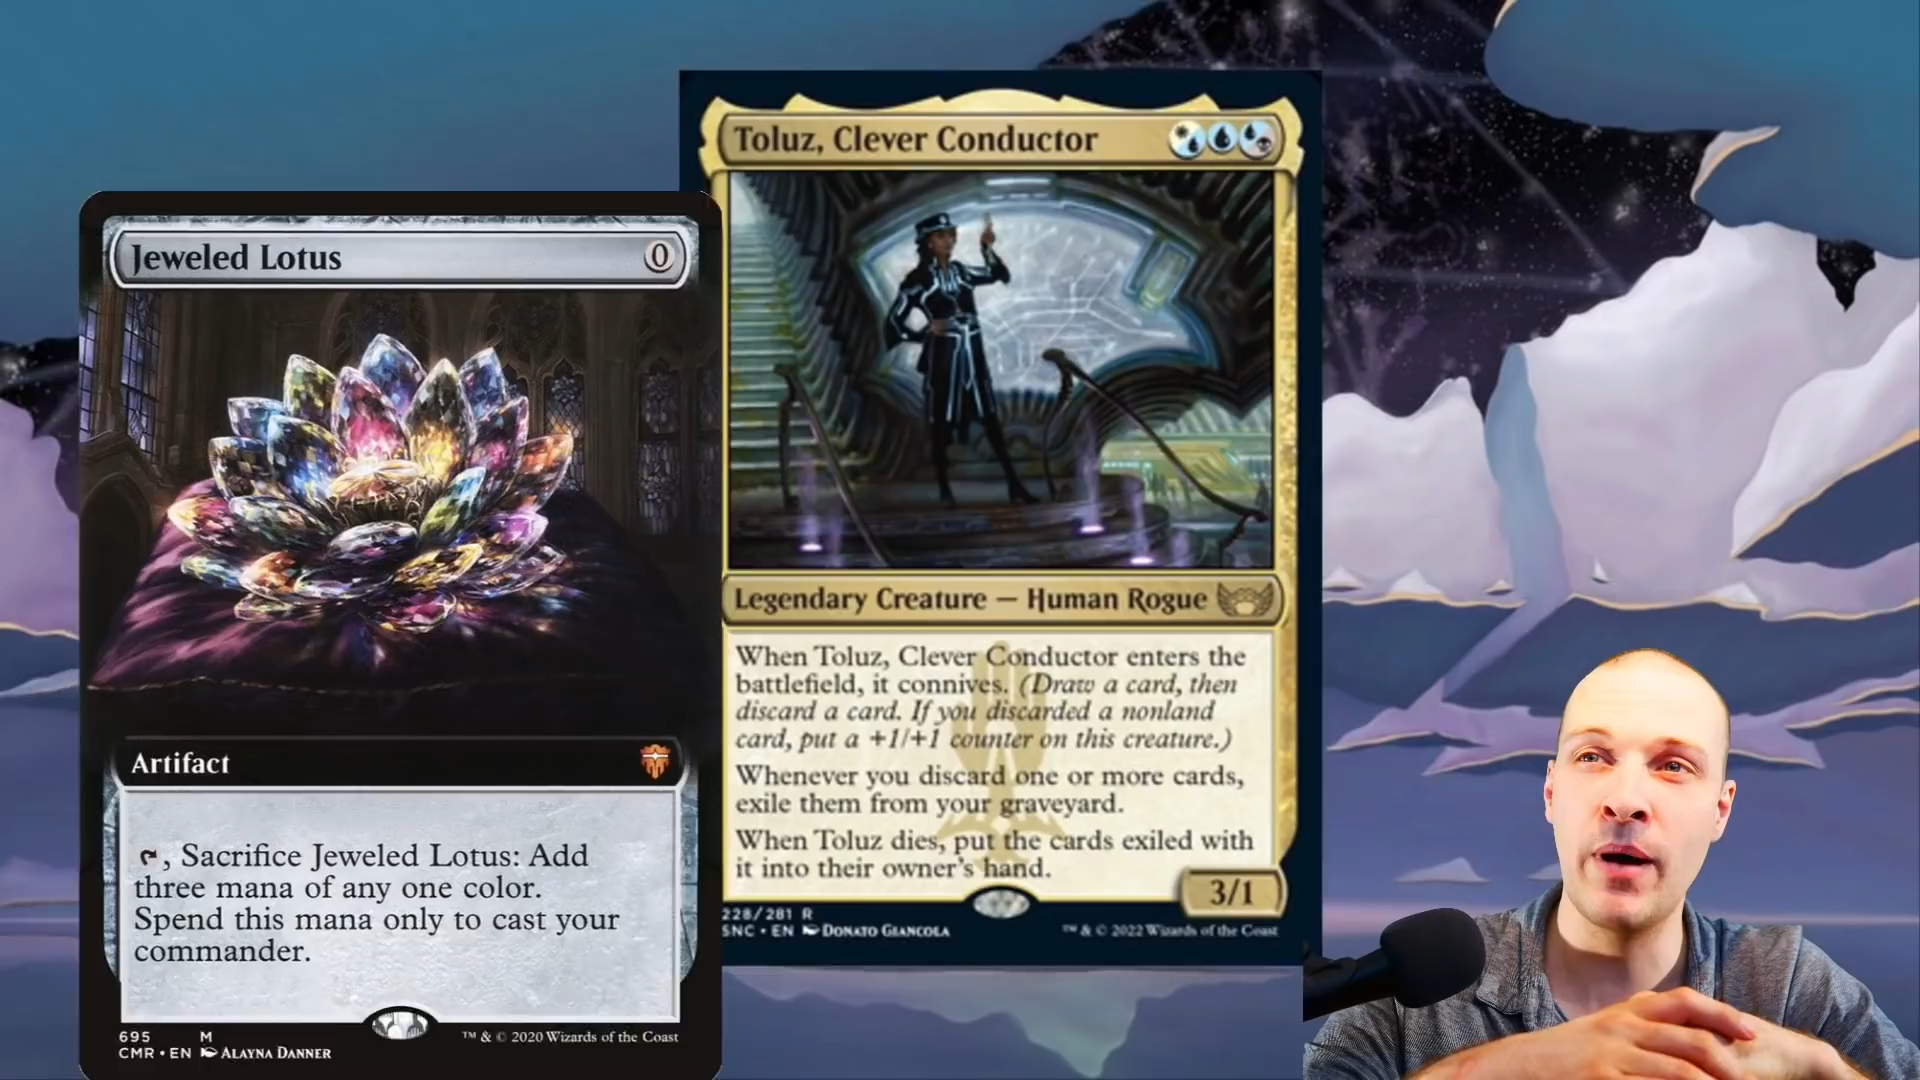 Jeweled Lotus
0
Artifact
, Sacrifice Jeweled Lotus: Add
three mana of any one color.
Spend this mana only to cast your
commander.
695 M
CMR • EN ALAYNA DANNER
™ & © 2020 Wizards of the Coast
Toluz, Clever Conductor
Legendary Creature — Human Rogue
When Toluz, Clever Conductor enters the
battlefield, it connives. (Draw a card, then
discard a card. If you discarded a nonland
card, put a +1/+1 counter on this creature.)
Whenever you discard one or more cards,
exile them from your graveyard.
When Toluz dies, put the cards exiled with
it into their owner's hand.
3/1
228/281 R
SNC • EN DONATO GIANCOLA
™ & © 2022 Wizards of the Coast